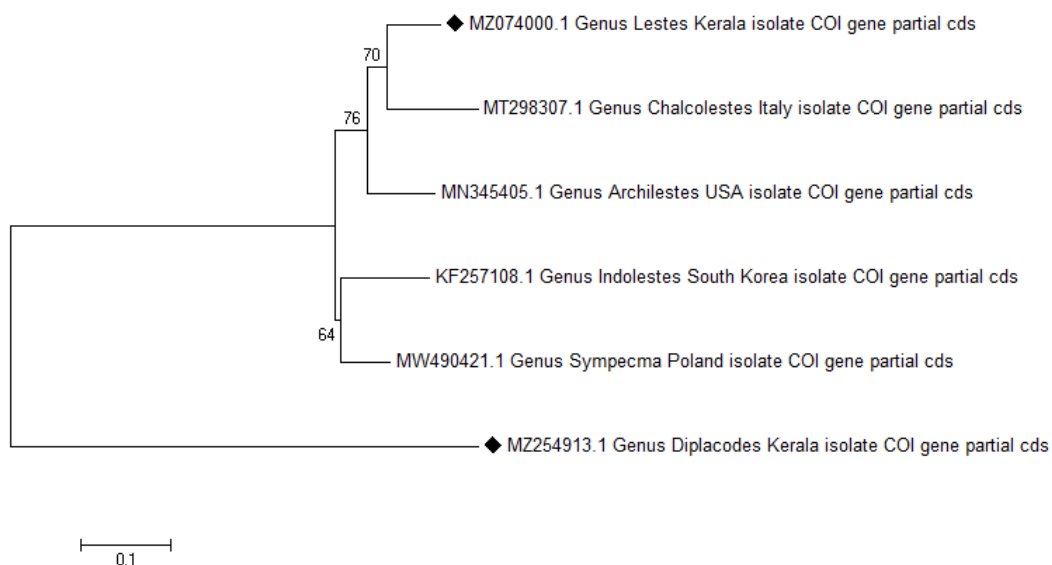 MZ074000.1 Genus Lestes Kerala isolate COI gene partial cds
70
MT298307.1 Genus Chalcolestes Italy isolate COI gene partial cds
76
MN345405.1 Genus Archilestes USA isolate COI gene partial cds
KF257108.1 Genus Indolestes South Korea isolate COI gene partial cds
64
MW490421.1 Genus Sympecma Poland isolate COI gene partial cds
MZ254913.1 Genus Diplacodes Kerala isolate COI gene partial cds
0.1